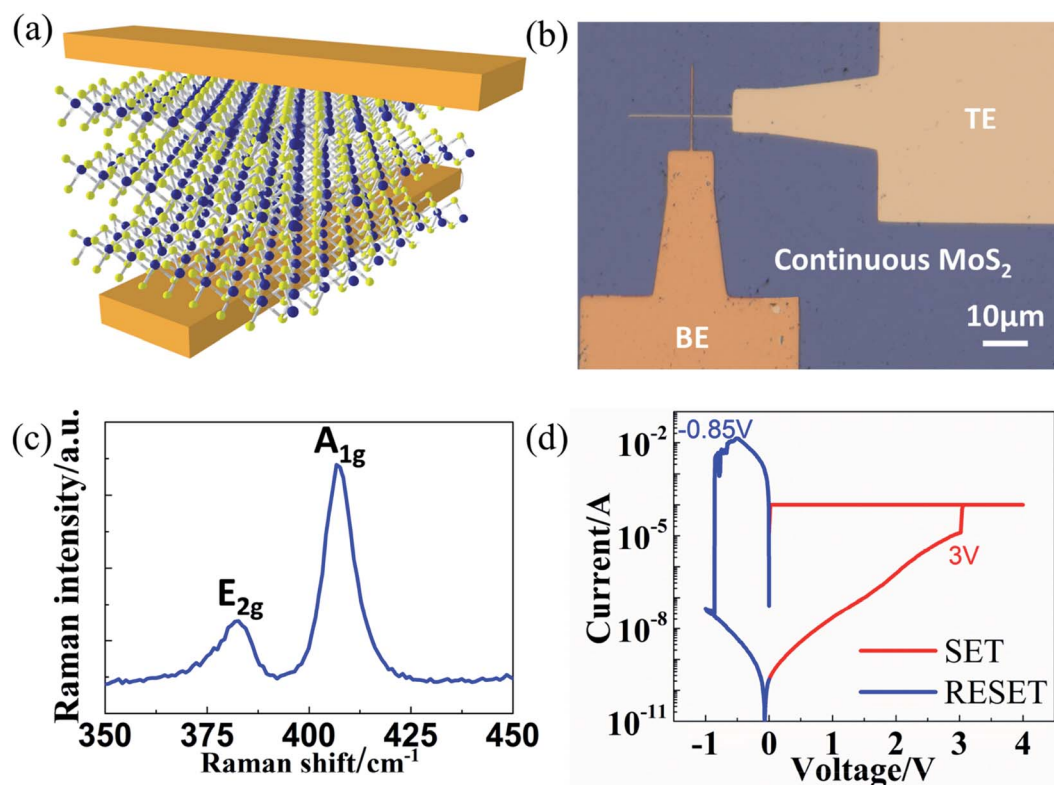 (a)
(b)
TE
Continuous MoS₂
BE
10μm
(c)
Raman intensity/a.u.
E₂g
A₁g
350 375 400 425 450
Raman shift/cm⁻¹
(d)
Current/A
10⁻²
10⁻⁵
10⁻⁸
10⁻¹¹
-0.85V
3V
SET
RESET
-1 0 1 2 3 4
Voltage/V